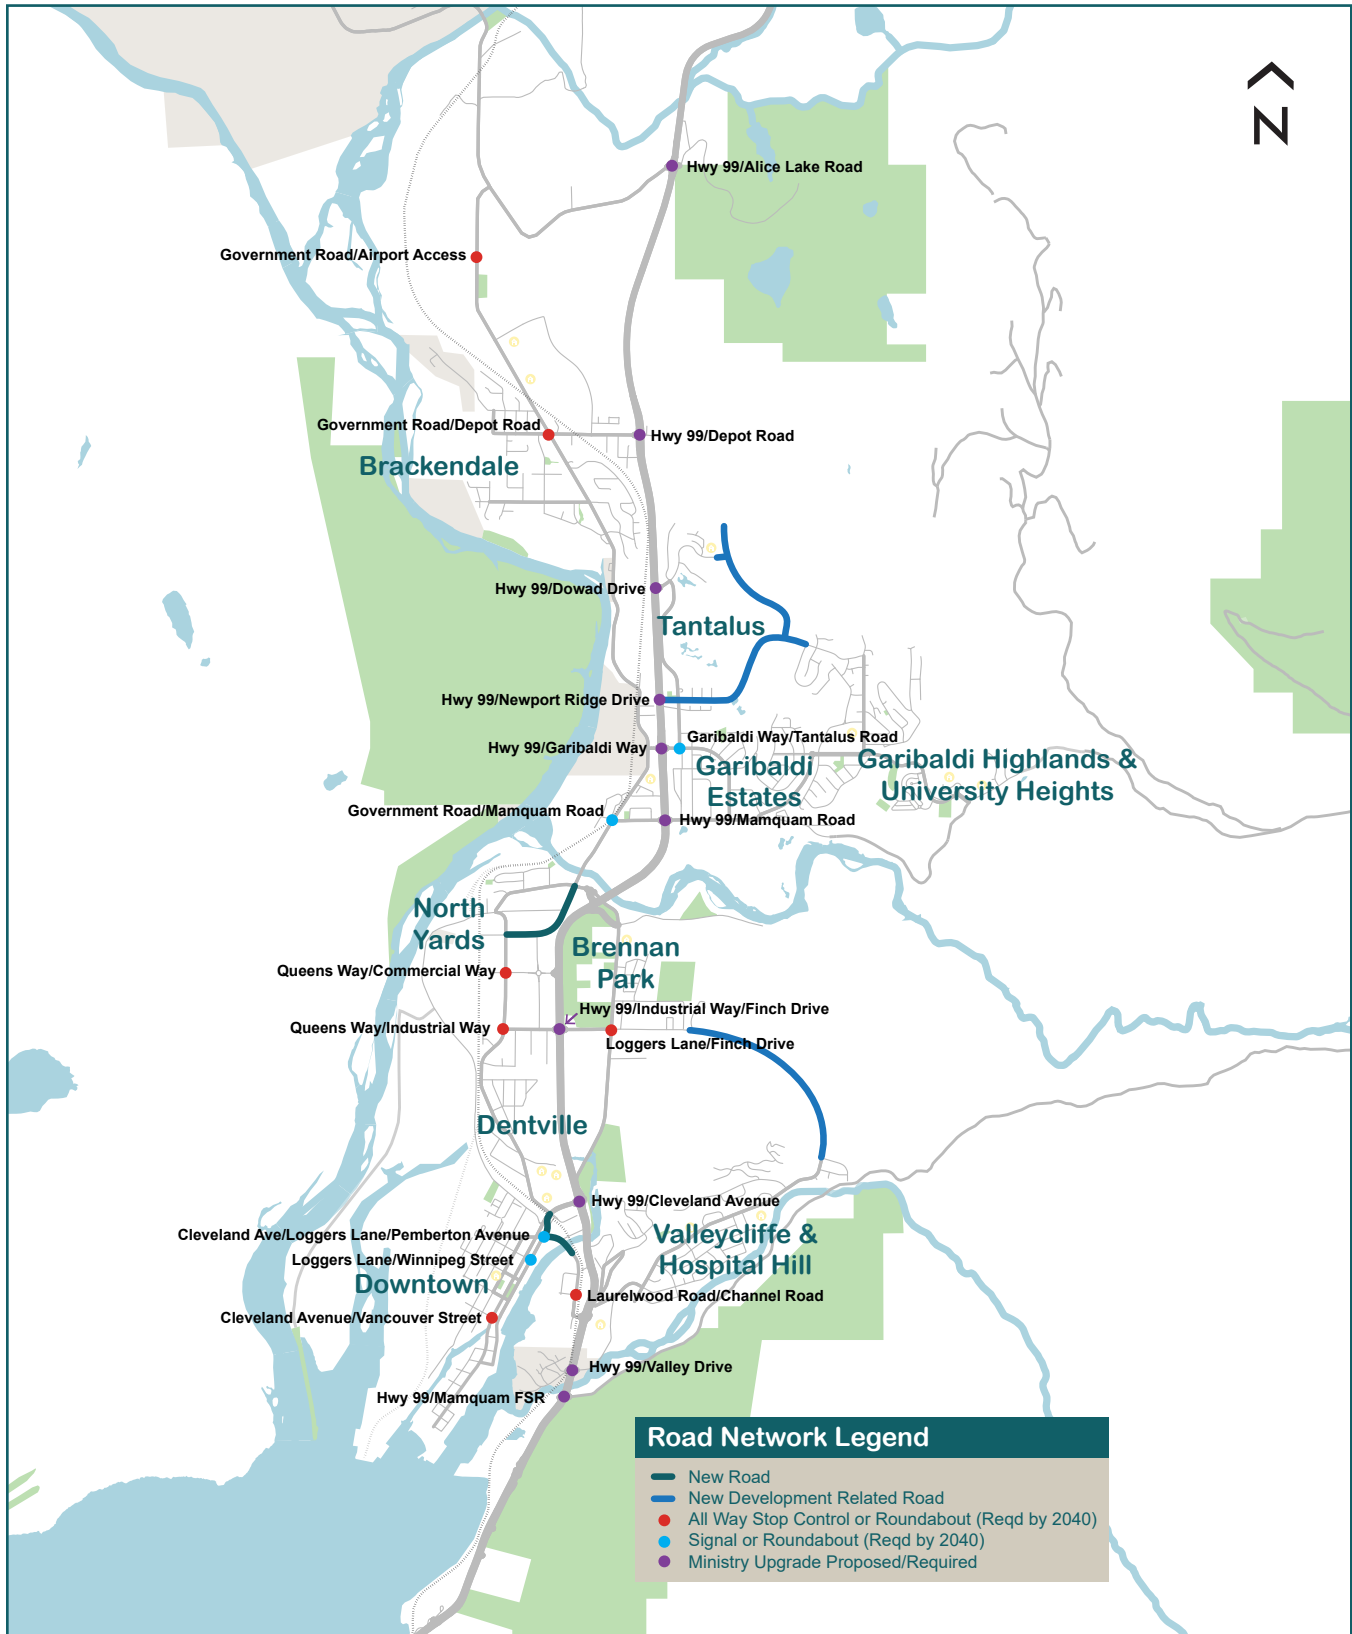 N
Hwy 99/Alice Lake Road
Government Road/Airport Access
Government Road/Depot Road
Hwy 99/Depot Road
Brackendale
Hwy 99/Dowad Drive
Tantalus
Hwy 99/Newport Ridge Drive
Garibaldi Way/Tantalus Road
Hwy 99/Garibaldi Way
Garibaldi
Estates
Garibaldi Highlands &
University Heights
Government Road/Mamquam Road
Hwy 99/Mamquam Road
North
Yards
Brennan
Park
Queens Way/Commercial Way
Hwy 99/Industrial Way/Finch Drive
Queens Way/Industrial Way
Loggers Lane/Finch Drive
Dentville
Hwy 99/Cleveland Avenue
Cleveland Ave/Loggers Lane/Pemberton Avenue
Valleycliffe &
Hospital Hill
Loggers Lane/Winnipeg Street
Downtown
Laurelwood Road/Channel Road
Cleveland Avenue/Vancouver Street
Hwy 99/Valley Drive
Hwy 99/Mamquam FSR
Road Network Legend
New Road
New Development Related Road
All Way Stop Control or Roundabout (Reqd by 2040)
Signal or Roundabout (Reqd by 2040)
Ministry Upgrade Proposed/Required